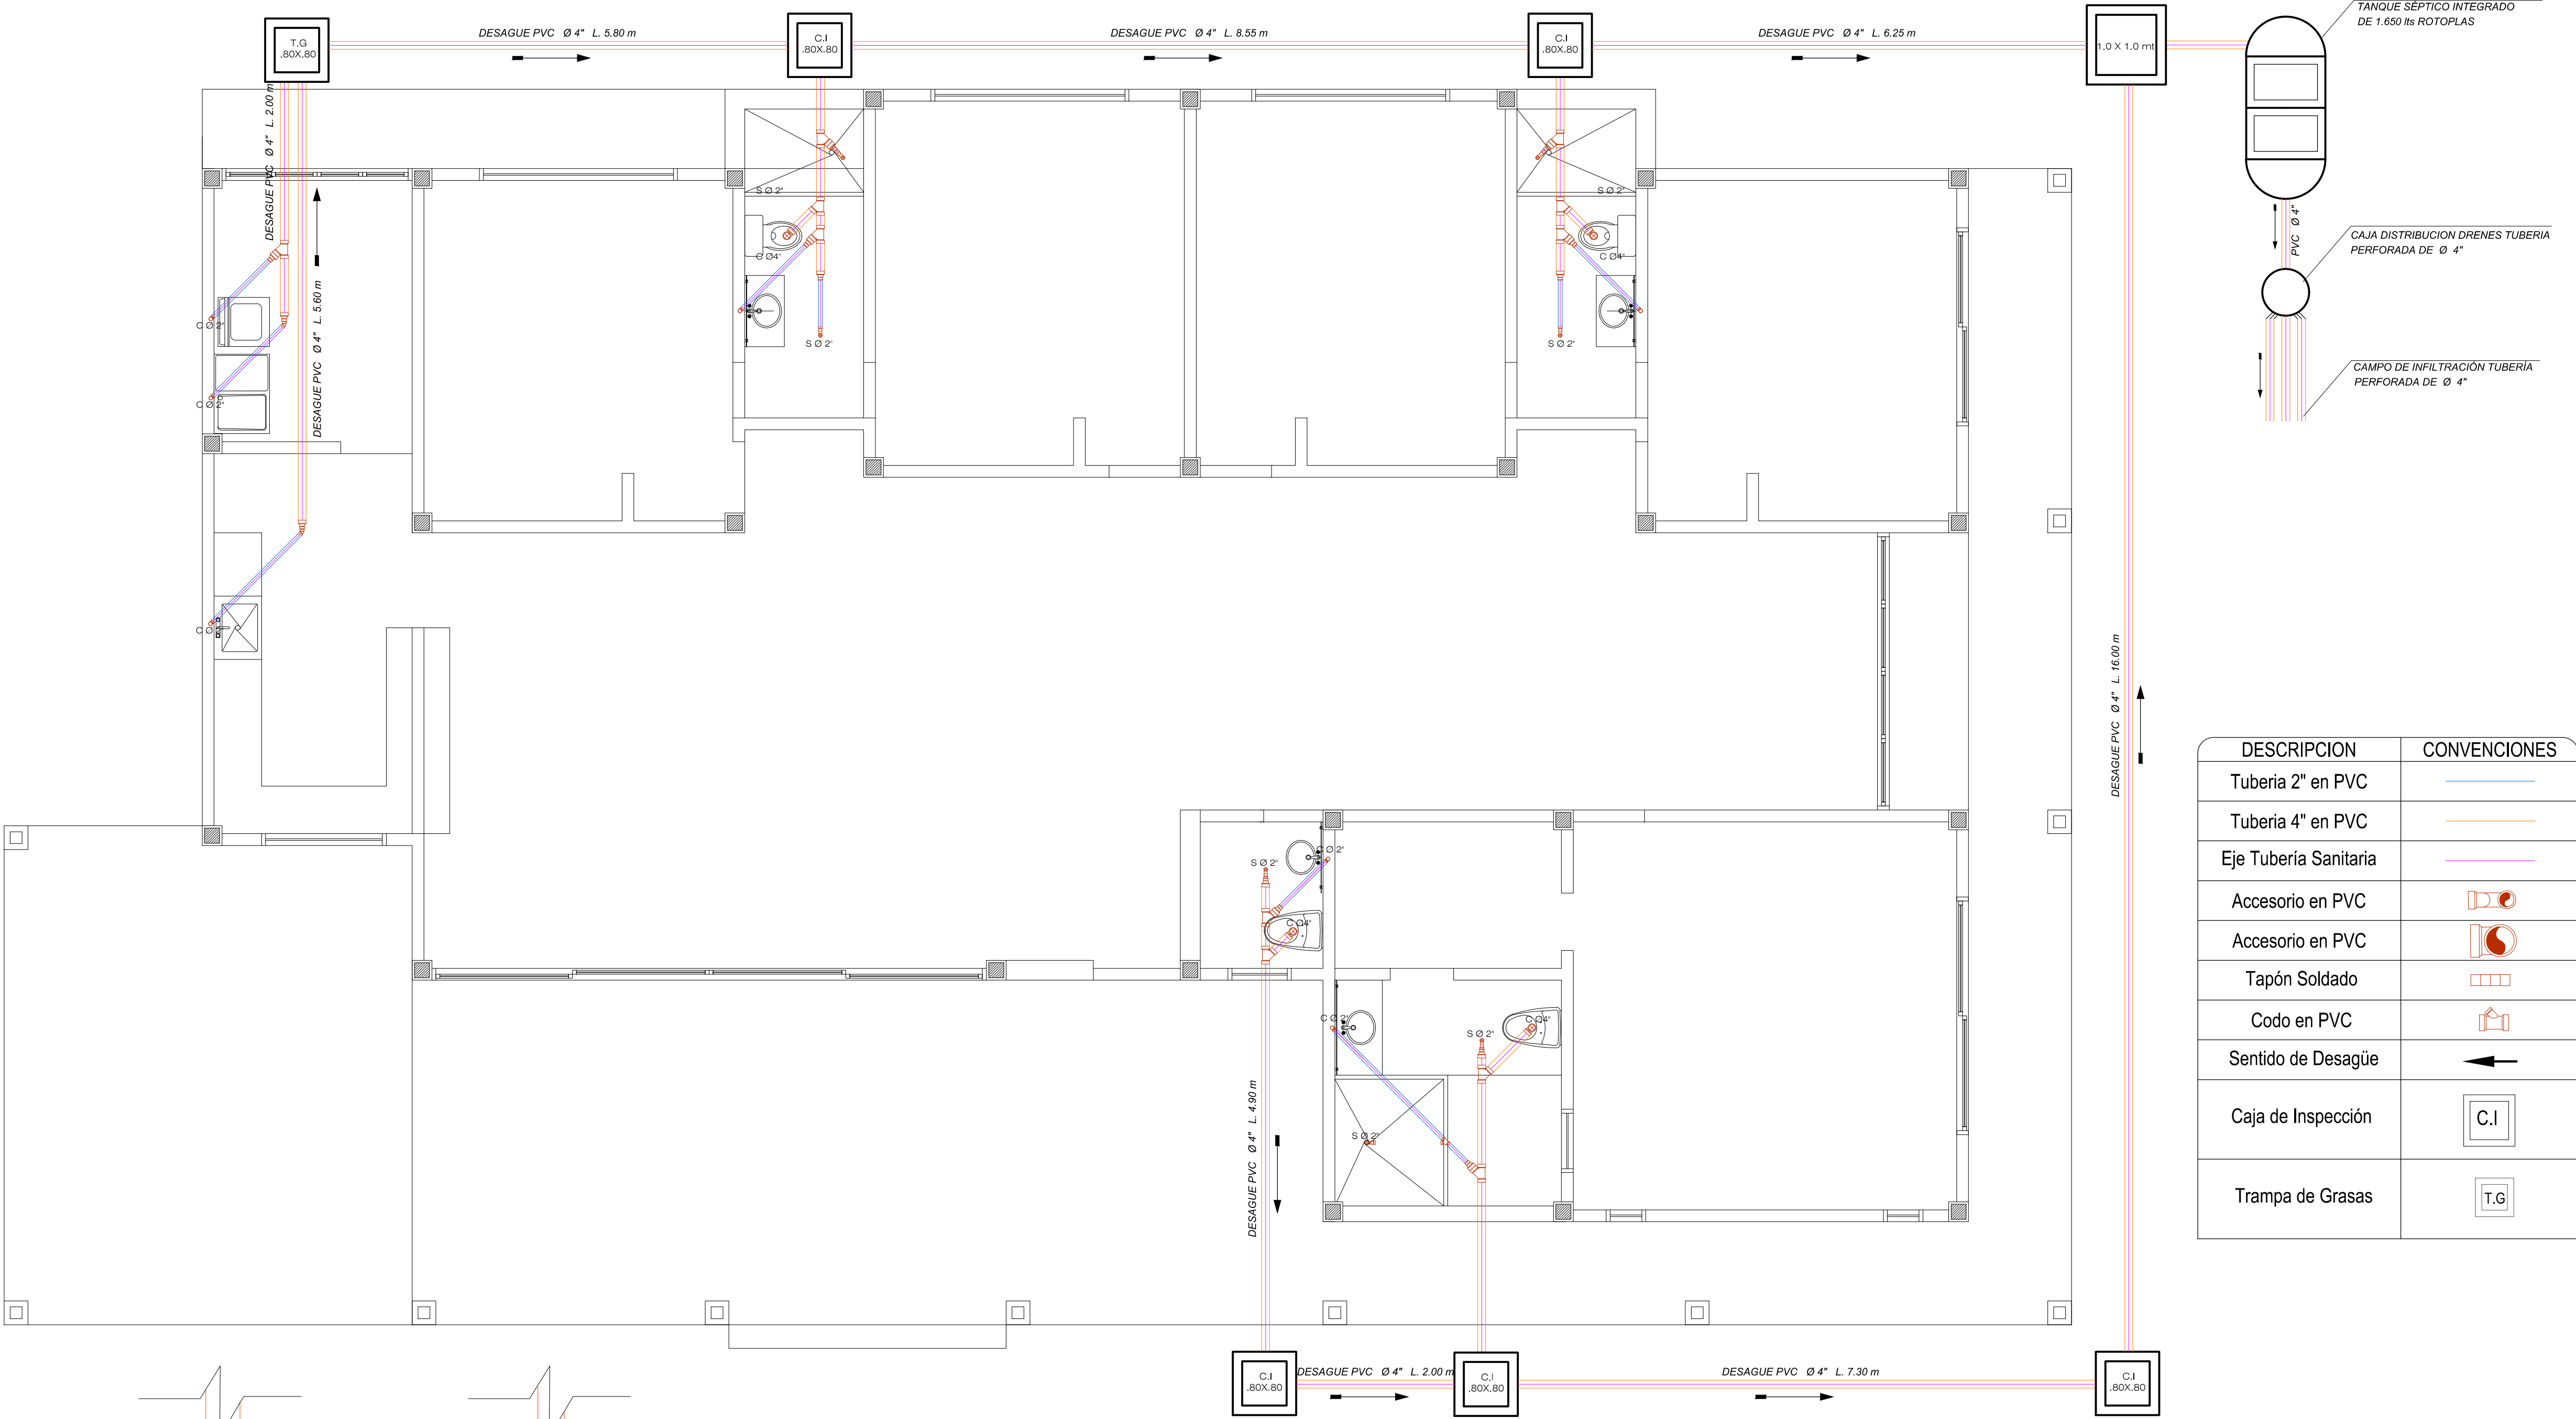 T.G
.80X.80
DESAGUE PVC Ø 4" L. 5.80 m
C.I
.80X.80
DESAGUE PVC Ø 4" L. 8.55 m
C.I
.80X.80
DESAGUE PVC Ø 4" L. 6.25 m
1.0 X 1.0 mt
TANQUE SÉPTICO INTEGRADO
DE 1.650 lts ROTOPLAS
DESAGUE PVC Ø 4" L. 2.00 m
DESAGUE PVC Ø 4" L. 5.60 m
S Ø 2"
C Ø4"
S Ø 2"
S Ø 2"
C Ø4"
S Ø 2"
C Ø 2"
C Ø 2"
C Ø
PVC Ø 4"
CAJA DISTRIBUCION DRENES TUBERIA
PERFORADA DE Ø 4"
CAMPO DE INFILTRACIÓN TUBERÍA
PERFORADA DE Ø 4"
DESAGUE PVC Ø 4" L. 16.00 m
S Ø 2"
C Ø 2"
C Ø4"
C Ø 2"
S Ø 2"
C Ø4"
S Ø 2"
DESAGUE PVC Ø 4" L. 4.90 m
C.I
.80X.80
DESAGUE PVC Ø 4" L. 2.00 m
C.I
.80X.80
DESAGUE PVC Ø 4" L. 7.30 m
C.I
.80X.80
DESCRIPCION CONVENCIONES
Tuberia 2" en PVC
Tuberia 4" en PVC
Eje Tubería Sanitaria
Accesorio en PVC
Accesorio en PVC
Tapón Soldado
Codo en PVC
Sentido de Desagüe
Caja de Inspección C.I
Trampa de Grasas T.G